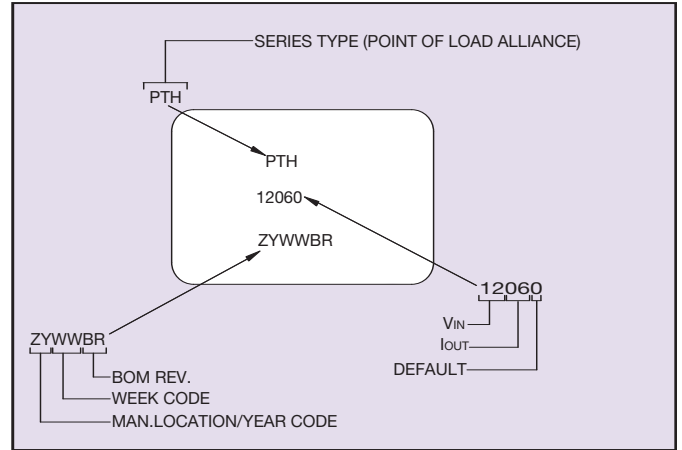 SERIES TYPE (POINT OF LOAD ALLIANCE)
PTH
PTH
12060
ZYWWBR
12060
VIN
IOUT
DEFAULT
ZYWWBR
BOM REV.
WEEK CODE
MAN.LOCATION/YEAR CODE